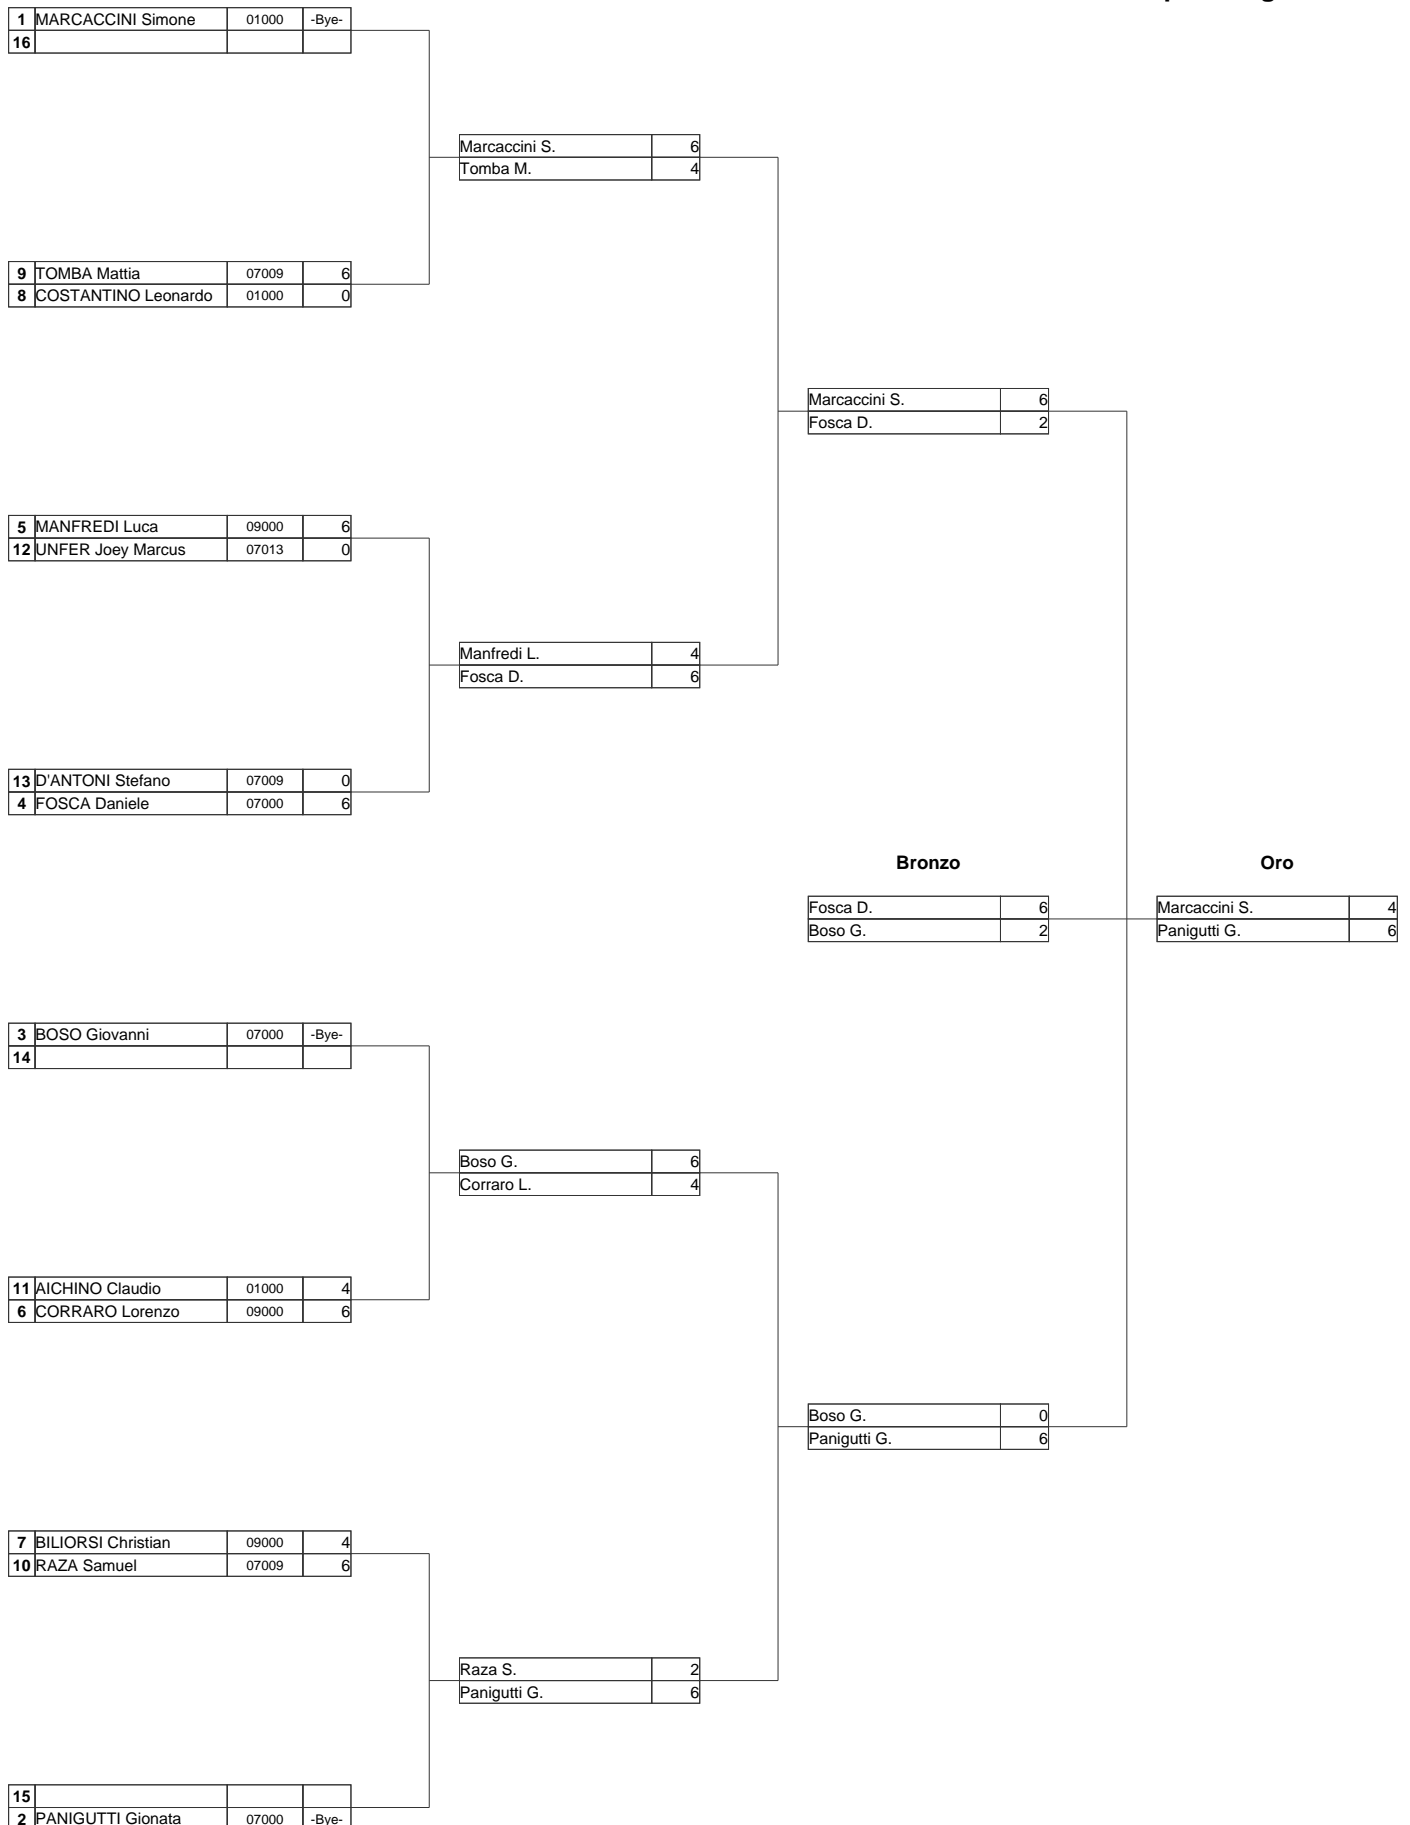 1 MARCACCINI Simone 01000 -Bye-
16
Marcaccini S. 6
Tomba M. 4
9 TOMBA Mattia 07009 6
8 COSTANTINO Leonardo 01000 0
Marcaccini S. 6
Fosca D. 2
5 MANFREDI Luca 09000 6
12 UNFER Joey Marcus 07013 0
Manfredi L. 4
Fosca D. 6
13 D'ANTONI Stefano 07009 0
4 FOSCA Daniele 07000 6
Bronzo Oro
Fosca D. 6 Marcaccini S. 4
Boso G. 2 Panigutti G. 6
3 BOSO Giovanni 07000 -Bye-
14
Boso G. 6
Corraro L. 4
11 AICHINO Claudio 01000 4
6 CORRARO Lorenzo 09000 6
Boso G. 0
Panigutti G. 6
7 BILIORSI Christian 09000 4
10 RAZA Samuel 07009 6
Raza S. 2
Panigutti G. 6
15
2 PANIGUTTI Gionata 07000 -Bye-